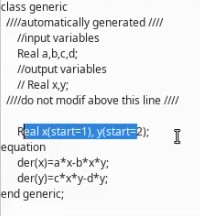 class generic
////automatically generated ////
//input variables
Real a,b,c,d;
//output variables
// Real x,y;
////do not modif above this line ////
Real x(start=1), y(start=2);
equation
der(x)=a*x-b*x*y;
der(y)=c*x*y-d*y;
end generic;